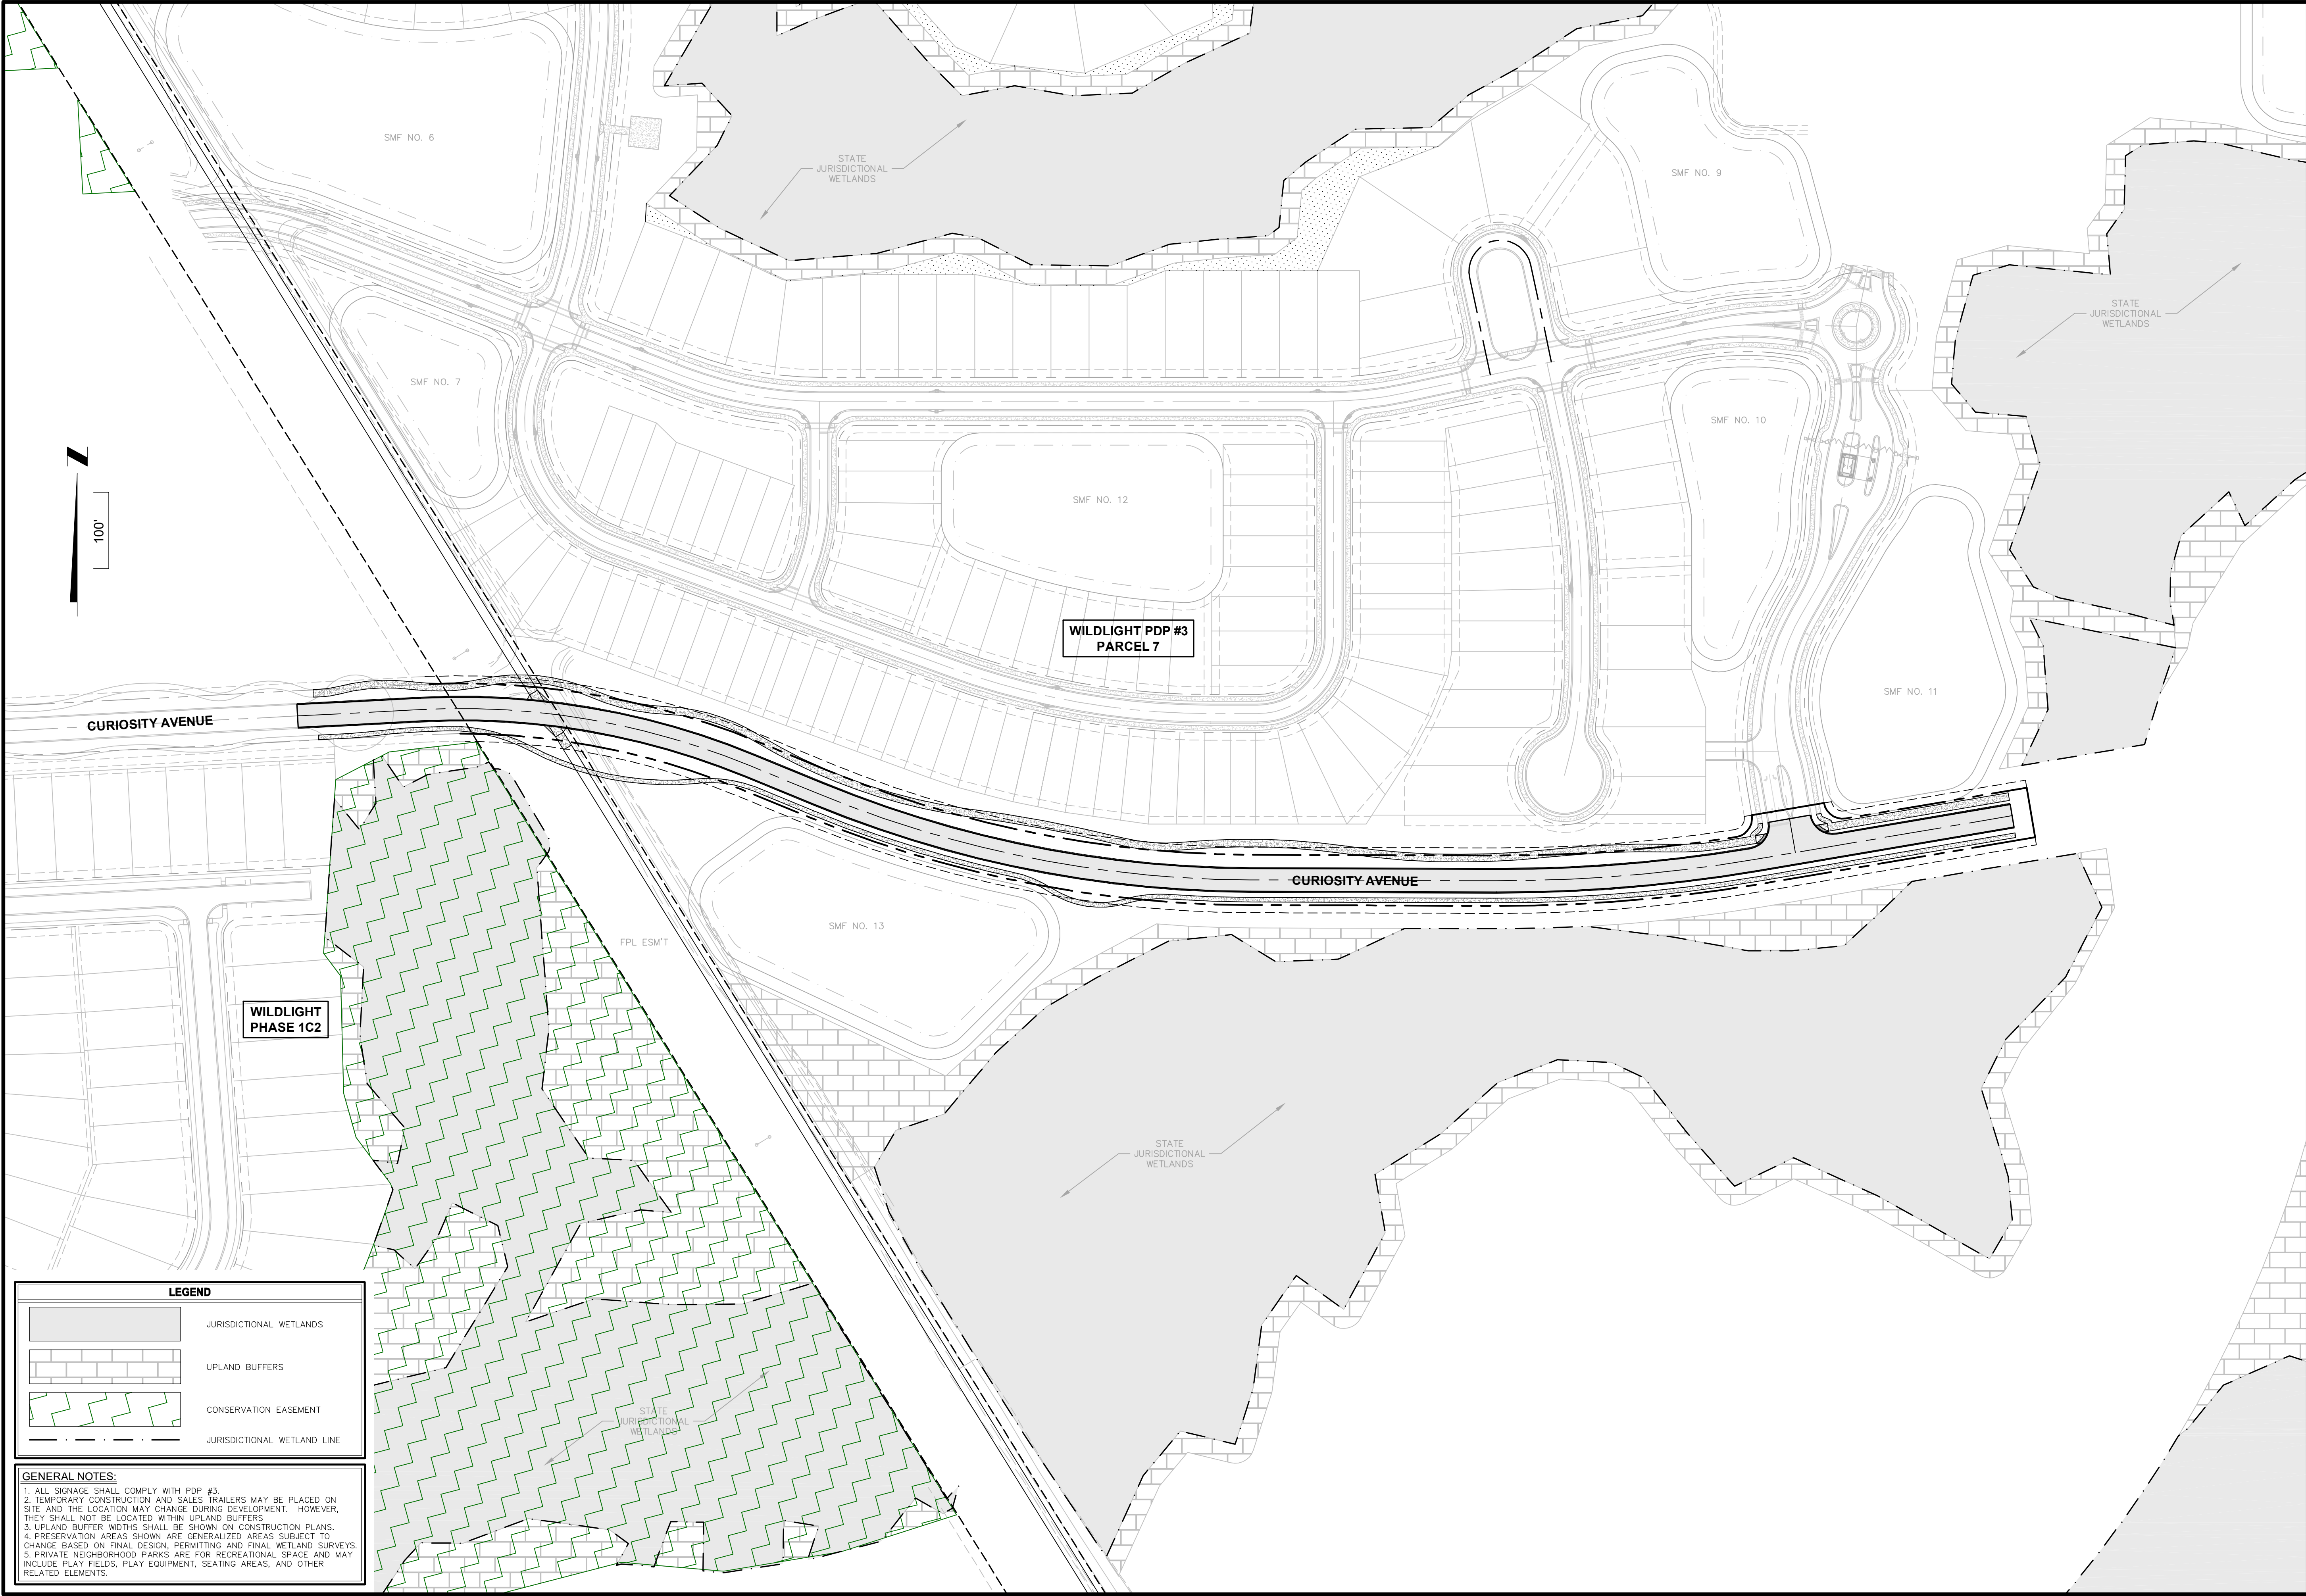 SMF NO. 6
STATE
JURISDICTIONAL
WETLANDS
SMF NO. 9
STATE
JURISDICTIONAL
WETLANDS
SMF NO. 7
SMF NO. 10
N
100'
SMF NO. 12
WILDLIGHT PDP #3
PARCEL 7
SMF NO. 11
CURIOSITY AVENUE
CURIOSITY AVENUE
SMF NO. 13
FPL ESM'T
WILDLIGHT
PHASE 1C2
STATE
JURISDICTIONAL
WETLANDS
STATE
JURISDICTIONAL
WETLANDS
LEGEND
JURISDICTIONAL WETLANDS
UPLAND BUFFERS
CONSERVATION EASEMENT
JURISDICTIONAL WETLAND LINE
GENERAL NOTES:
1. ALL SIGNAGE SHALL COMPLY WITH PDP #3.
2. TEMPORARY CONSTRUCTION AND SALES TRAILERS MAY BE PLACED ON
SITE AND THE LOCATION MAY CHANGE DURING DEVELOPMENT. HOWEVER,
THEY SHALL NOT BE LOCATED WITHIN UPLAND BUFFERS
3. UPLAND BUFFER WIDTHS SHALL BE SHOWN ON CONSTRUCTION PLANS.
4. PRESERVATION AREAS SHOWN ARE GENERALIZED AREAS SUBJECT TO
CHANGE BASED ON FINAL DESIGN, PERMITTING AND FINAL WETLAND SURVEYS.
5. PRIVATE NEIGHBORHOOD PARKS ARE FOR RECREATIONAL SPACE AND MAY
INCLUDE PLAY FIELDS, PLAY EQUIPMENT, SEATING AREAS, AND OTHER
RELATED ELEMENTS.